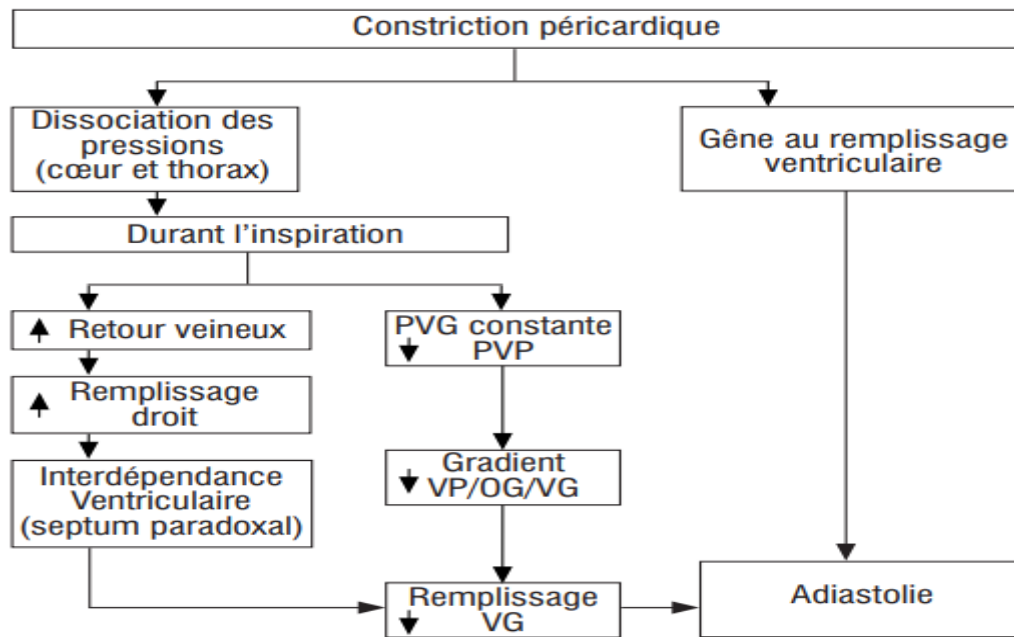 Constriction péricardique
Dissociation des
pressions
(cœur et thorax)
Gêne au remplissage
ventriculaire
Durant l'inspiration
Retour veineux
PVG constante
PVP
Remplissage
droit
Gradient
VP/OG/VG
Interdépendance
Ventriculaire
(septum paradoxal)
Remplissage
VG
Adiastolie